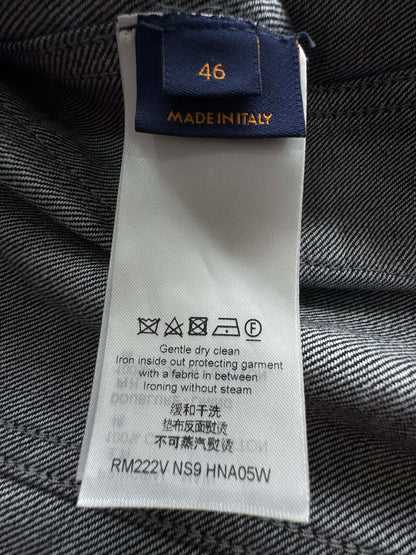 46
MADE IN ITALY
Gentle dry clean
Iron inside out protecting garment
with a fabric in between
Ironing without steam
缓和干洗
垫布反面熨烫
不可蒸汽熨烫
RM222V NS9 HNA05W